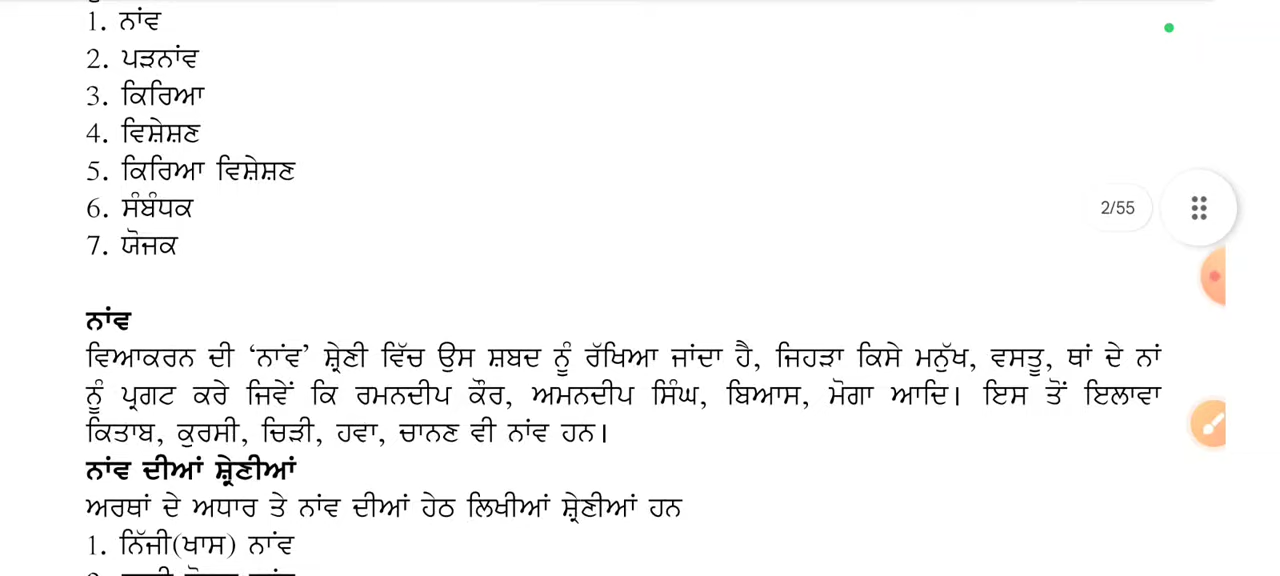 1. ਨਾਂਵ
2. ਪੜਨਾਂਵ
3. ਕਿਰਿਆ
4. ਵਿਸ਼ੇਸ਼ਣ
5. ਕਿਰਿਆ ਵਿਸ਼ੇਸ਼ਣ
6. ਸੰਬੰਧਕ
7. ਯੋਜਕ
2/55
ਨਾਂਵ
ਵਿਆਕਰਨ ਦੀ ‘ਨਾਂਵ’ ਸ਼੍ਰੇਣੀ ਵਿੱਚ ਉਸ ਸ਼ਬਦ ਨੂੰ ਰੱਖਿਆ ਜਾਂਦਾ ਹੈ, ਜਿਹੜਾ ਕਿਸੇ ਮਨੁੱਖ, ਵਸਤੂ, ਥਾਂ ਦੇ ਨਾਂ
ਨੂੰ ਪ੍ਰਗਟ ਕਰੇ ਜਿਵੇਂ ਕਿ ਰਮਨਦੀਪ ਕੌਰ, ਅਮਨਦੀਪ ਸਿੰਘ, ਬਿਆਸ, ਮੋਗਾ ਆਦਿ। ਇਸ ਤੋਂ ਇਲਾਵਾ
ਕਿਤਾਬ, ਕੁਰਸੀ, ਚਿੜੀ, ਹਵਾ, ਚਾਨਣ ਵੀ ਨਾਂਵ ਹਨ।
ਨਾਂਵ ਦੀਆਂ ਸ਼੍ਰੇਣੀਆਂ
ਅਰਥਾਂ ਦੇ ਅਧਾਰ ਤੇ ਨਾਂਵ ਦੀਆਂ ਹੇਠ ਲਿਖੀਆਂ ਸ਼੍ਰੇਣੀਆਂ ਹਨ
1. ਨਿੱਜੀ(ਖਾਸ) ਨਾਂਵ